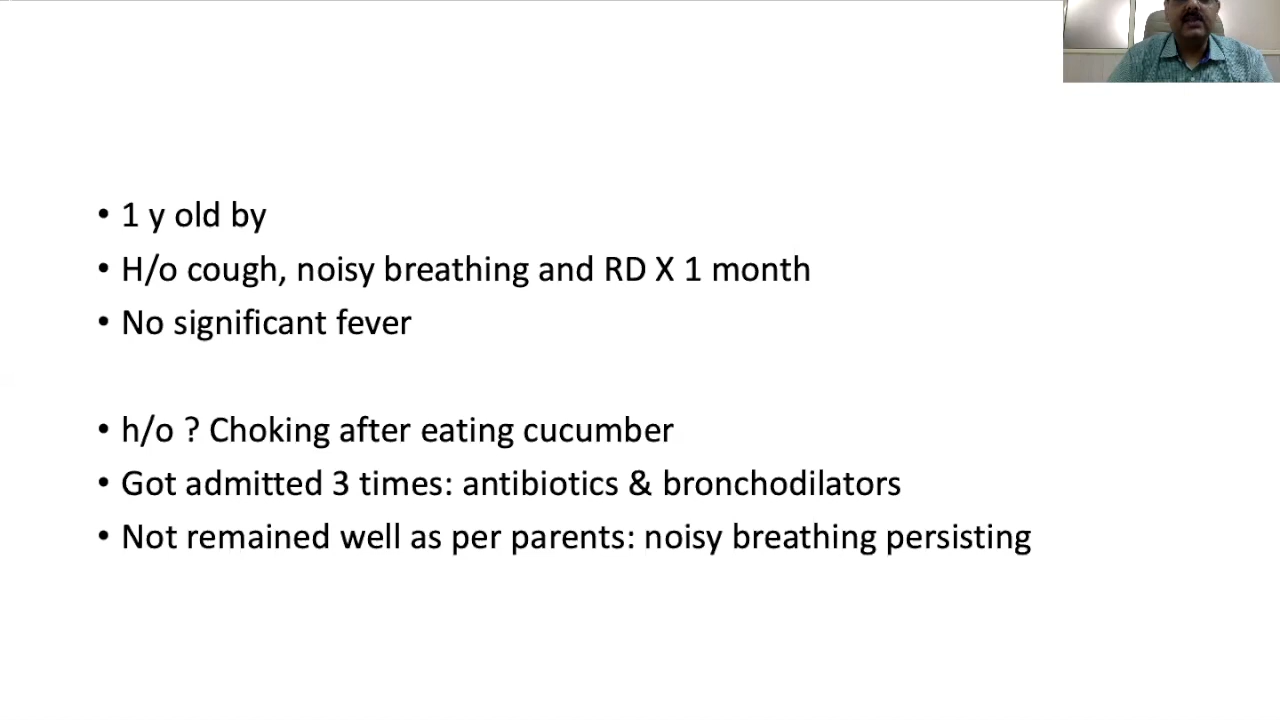 • 1 y old by
• H/o cough, noisy breathing and RD X 1 month
• No significant fever
• h/o ? Choking after eating cucumber
• Got admitted 3 times: antibiotics & bronchodilators
• Not remained well as per parents: noisy breathing persisting